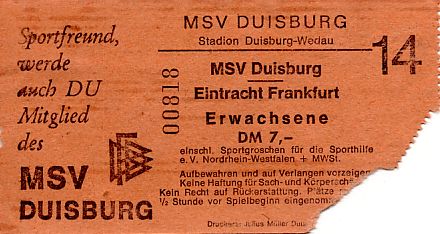 Sportfreund,
werde
auch DU
Mitglied
des
MSV
DUISBURG
DFB
00818
MSV DUISBURG
Stadion Duisburg-Wedau
14
MSV Duisburg
Eintracht Frankfurt
Erwachsene
DM 7,–
einschl. Sportgroschen für die Sporthilfe
e.V. Nordrhein-Westfalen + MWSt.
Aufbewahren und auf Verlangen vorzeigen
Keine Haftung für Sach- und Körpersch
Kein Recht auf Rückerstattung. Plätze
½ Stunde vor Spielbeginn eingenom
Druckerei: Julius Müller